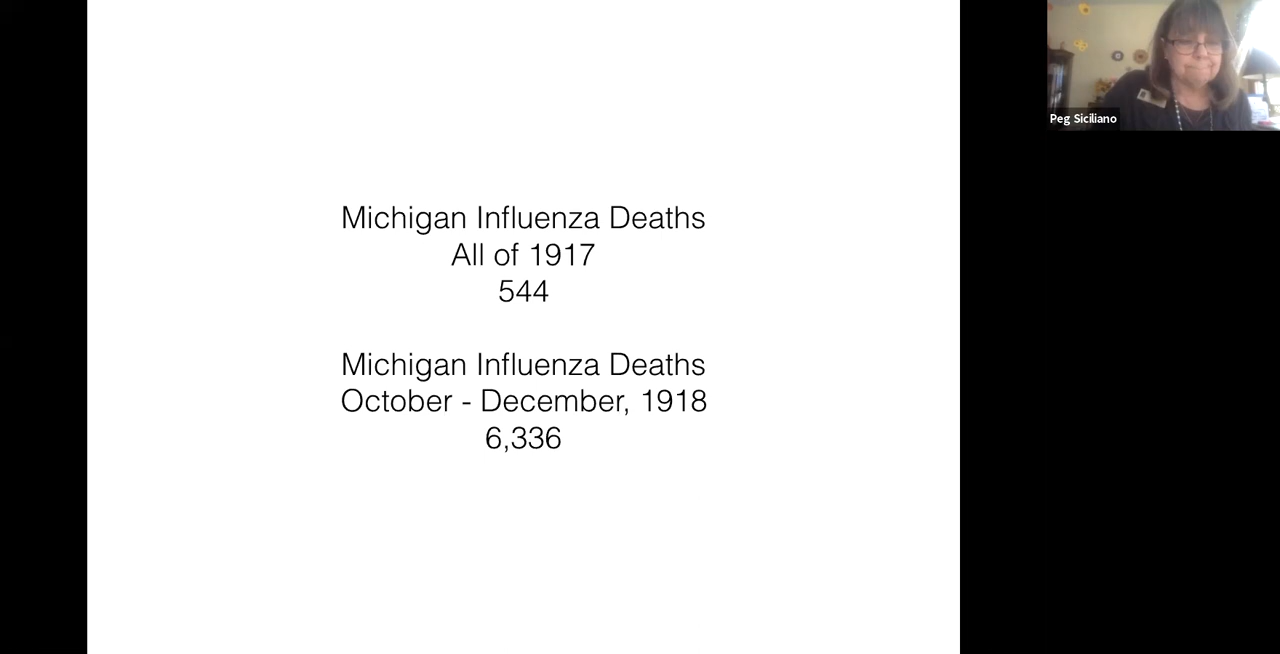 Michigan Influenza Deaths
All of 1917
544
Michigan Influenza Deaths
October - December, 1918
6,336
Peg Siciliano